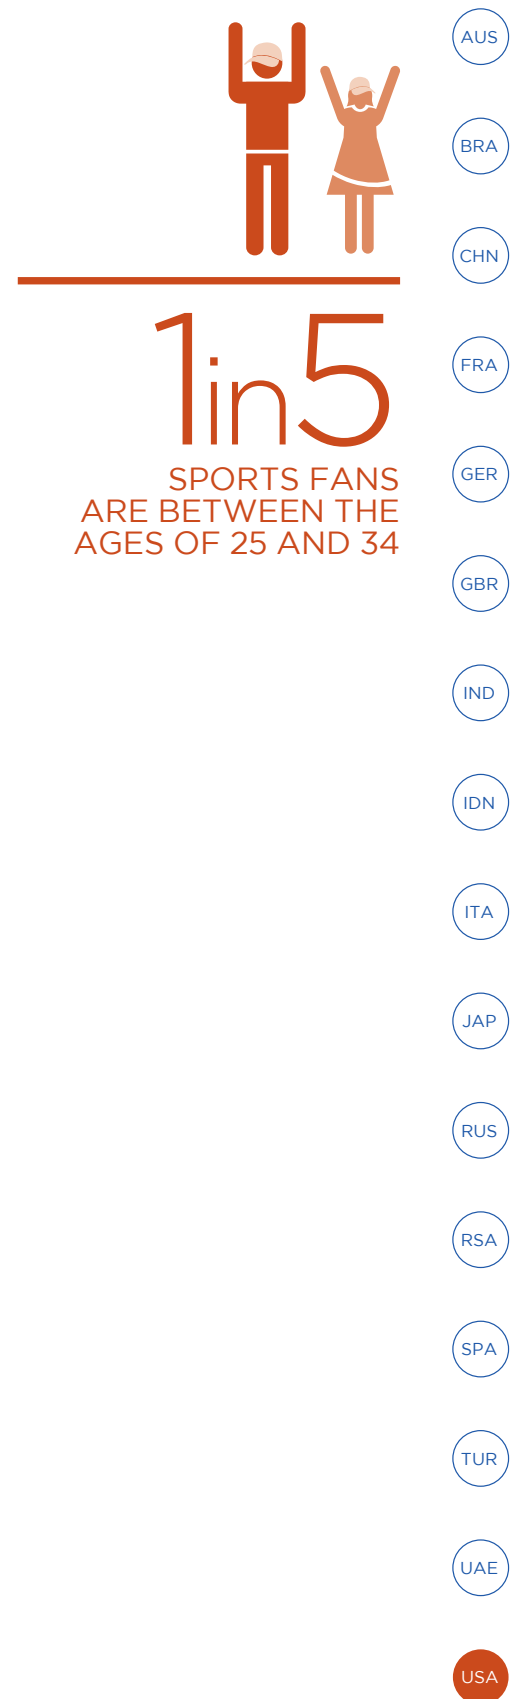 1in5
SPORTS FANS
ARE BETWEEN THE
AGES OF 25 AND 34
AUS
BRA
CHN
FRA
GER
GBR
IND
IDN
ITA
JAP
RUS
RSA
SPA
TUR
UAE
USA